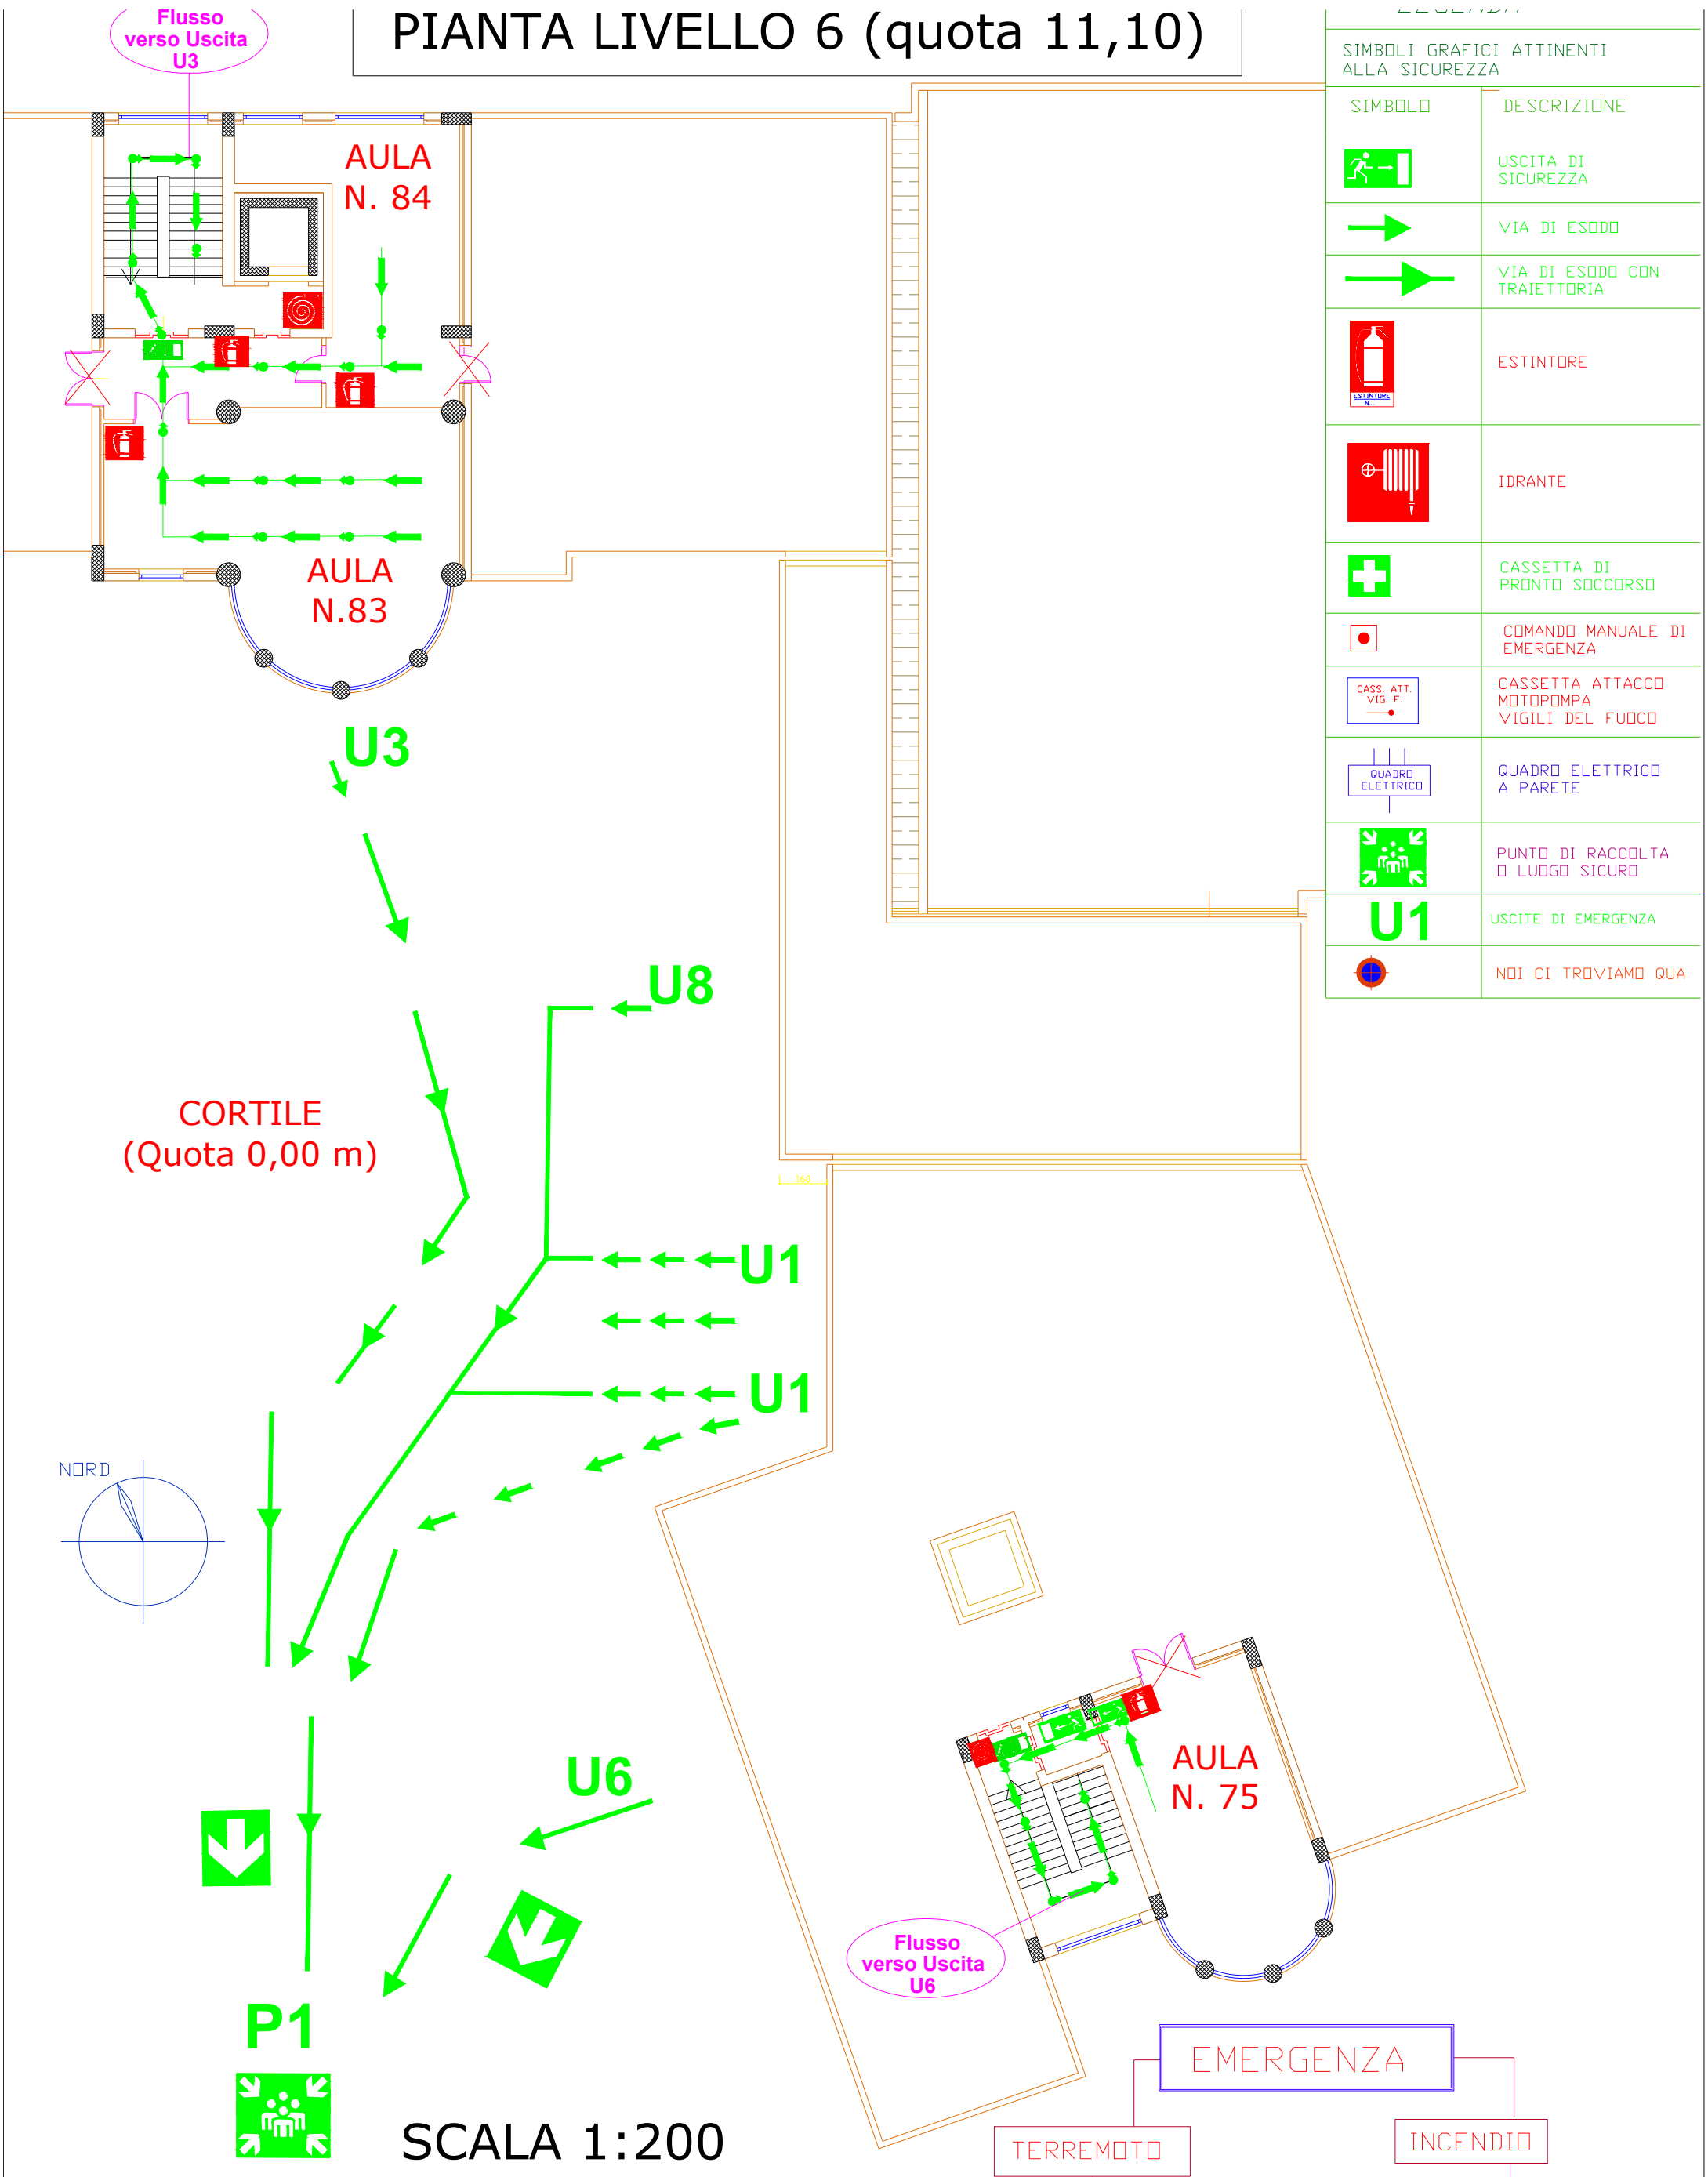 Flusso
verso Uscita
U3
PIANTA LIVELLO 6 (quota 11,10)
LEGENDA
SIMBOLI GRAFICI ATTINENTI
ALLA SICUREZZA
SIMBOLO
DESCRIZIONE
USCITA DI
SICUREZZA
VIA DI ESODO
VIA DI ESODO CON
TRAIETTORIA
ESTINTORE
N...
ESTINTORE
IDRANTE
CASSETTA DI
PRONTO SOCCORSO
COMANDO MANUALE DI
EMERGENZA
CASS. ATT.
VIG. F.
CASSETTA ATTACCO
MOTOPOMPA
VIGILI DEL FUOCO
QUADRO
ELETTRICO
QUADRO ELETTRICO
A PARETE
PUNTO DI RACCOLTA
O LUOGO SICURO
U1
USCITE DI EMERGENZA
NOI CI TROVIAMO QUA
AULA
N. 84
AULA
N.83
U3
U8
CORTILE
(Quota 0,00 m)
160
U1
U1
NORD
U6
AULA
N. 75
Flusso
verso Uscita
U6
P1
SCALA 1:200
EMERGENZA
TERREMOTO
INCENDIO